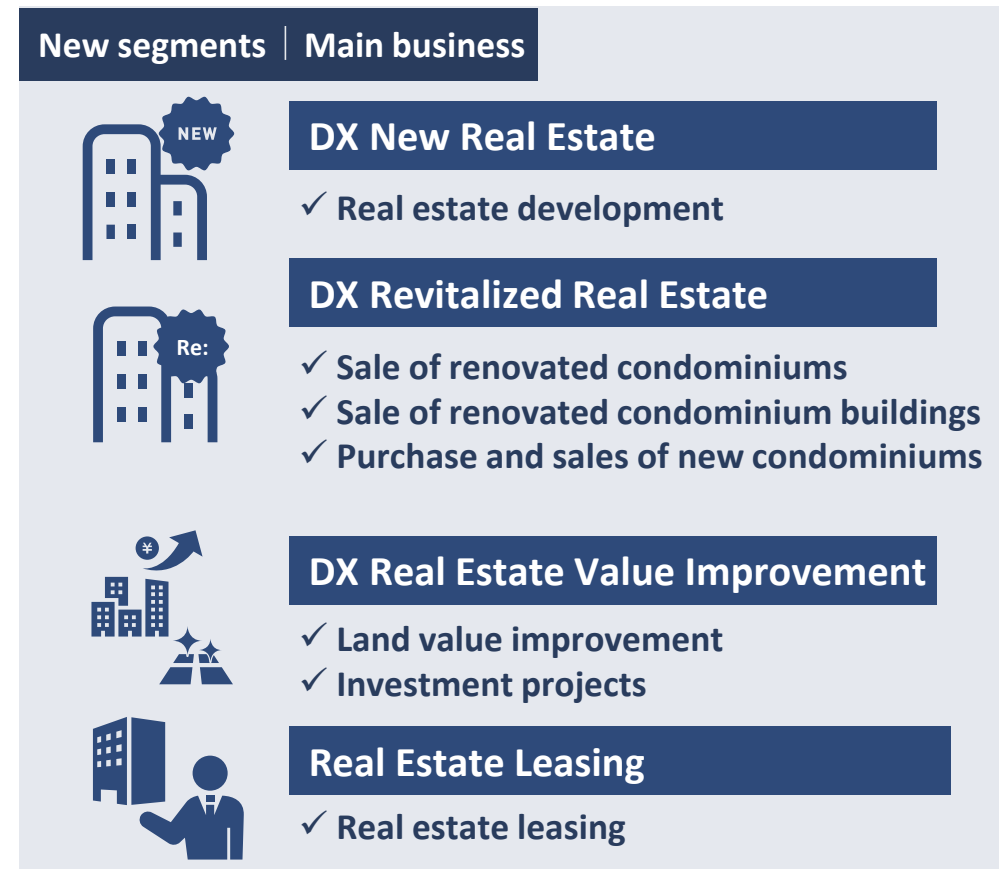 New segments | Main business
NEW
DX New Real Estate
✓ Real estate development
DX Revitalized Real Estate
Re:
✓ Sale of renovated condominiums
✓ Sale of renovated condominium buildings
✓ Purchase and sales of new condominiums
¥
DX Real Estate Value Improvement
✓ Land value improvement
✓ Investment projects
Real Estate Leasing
✓ Real estate leasing